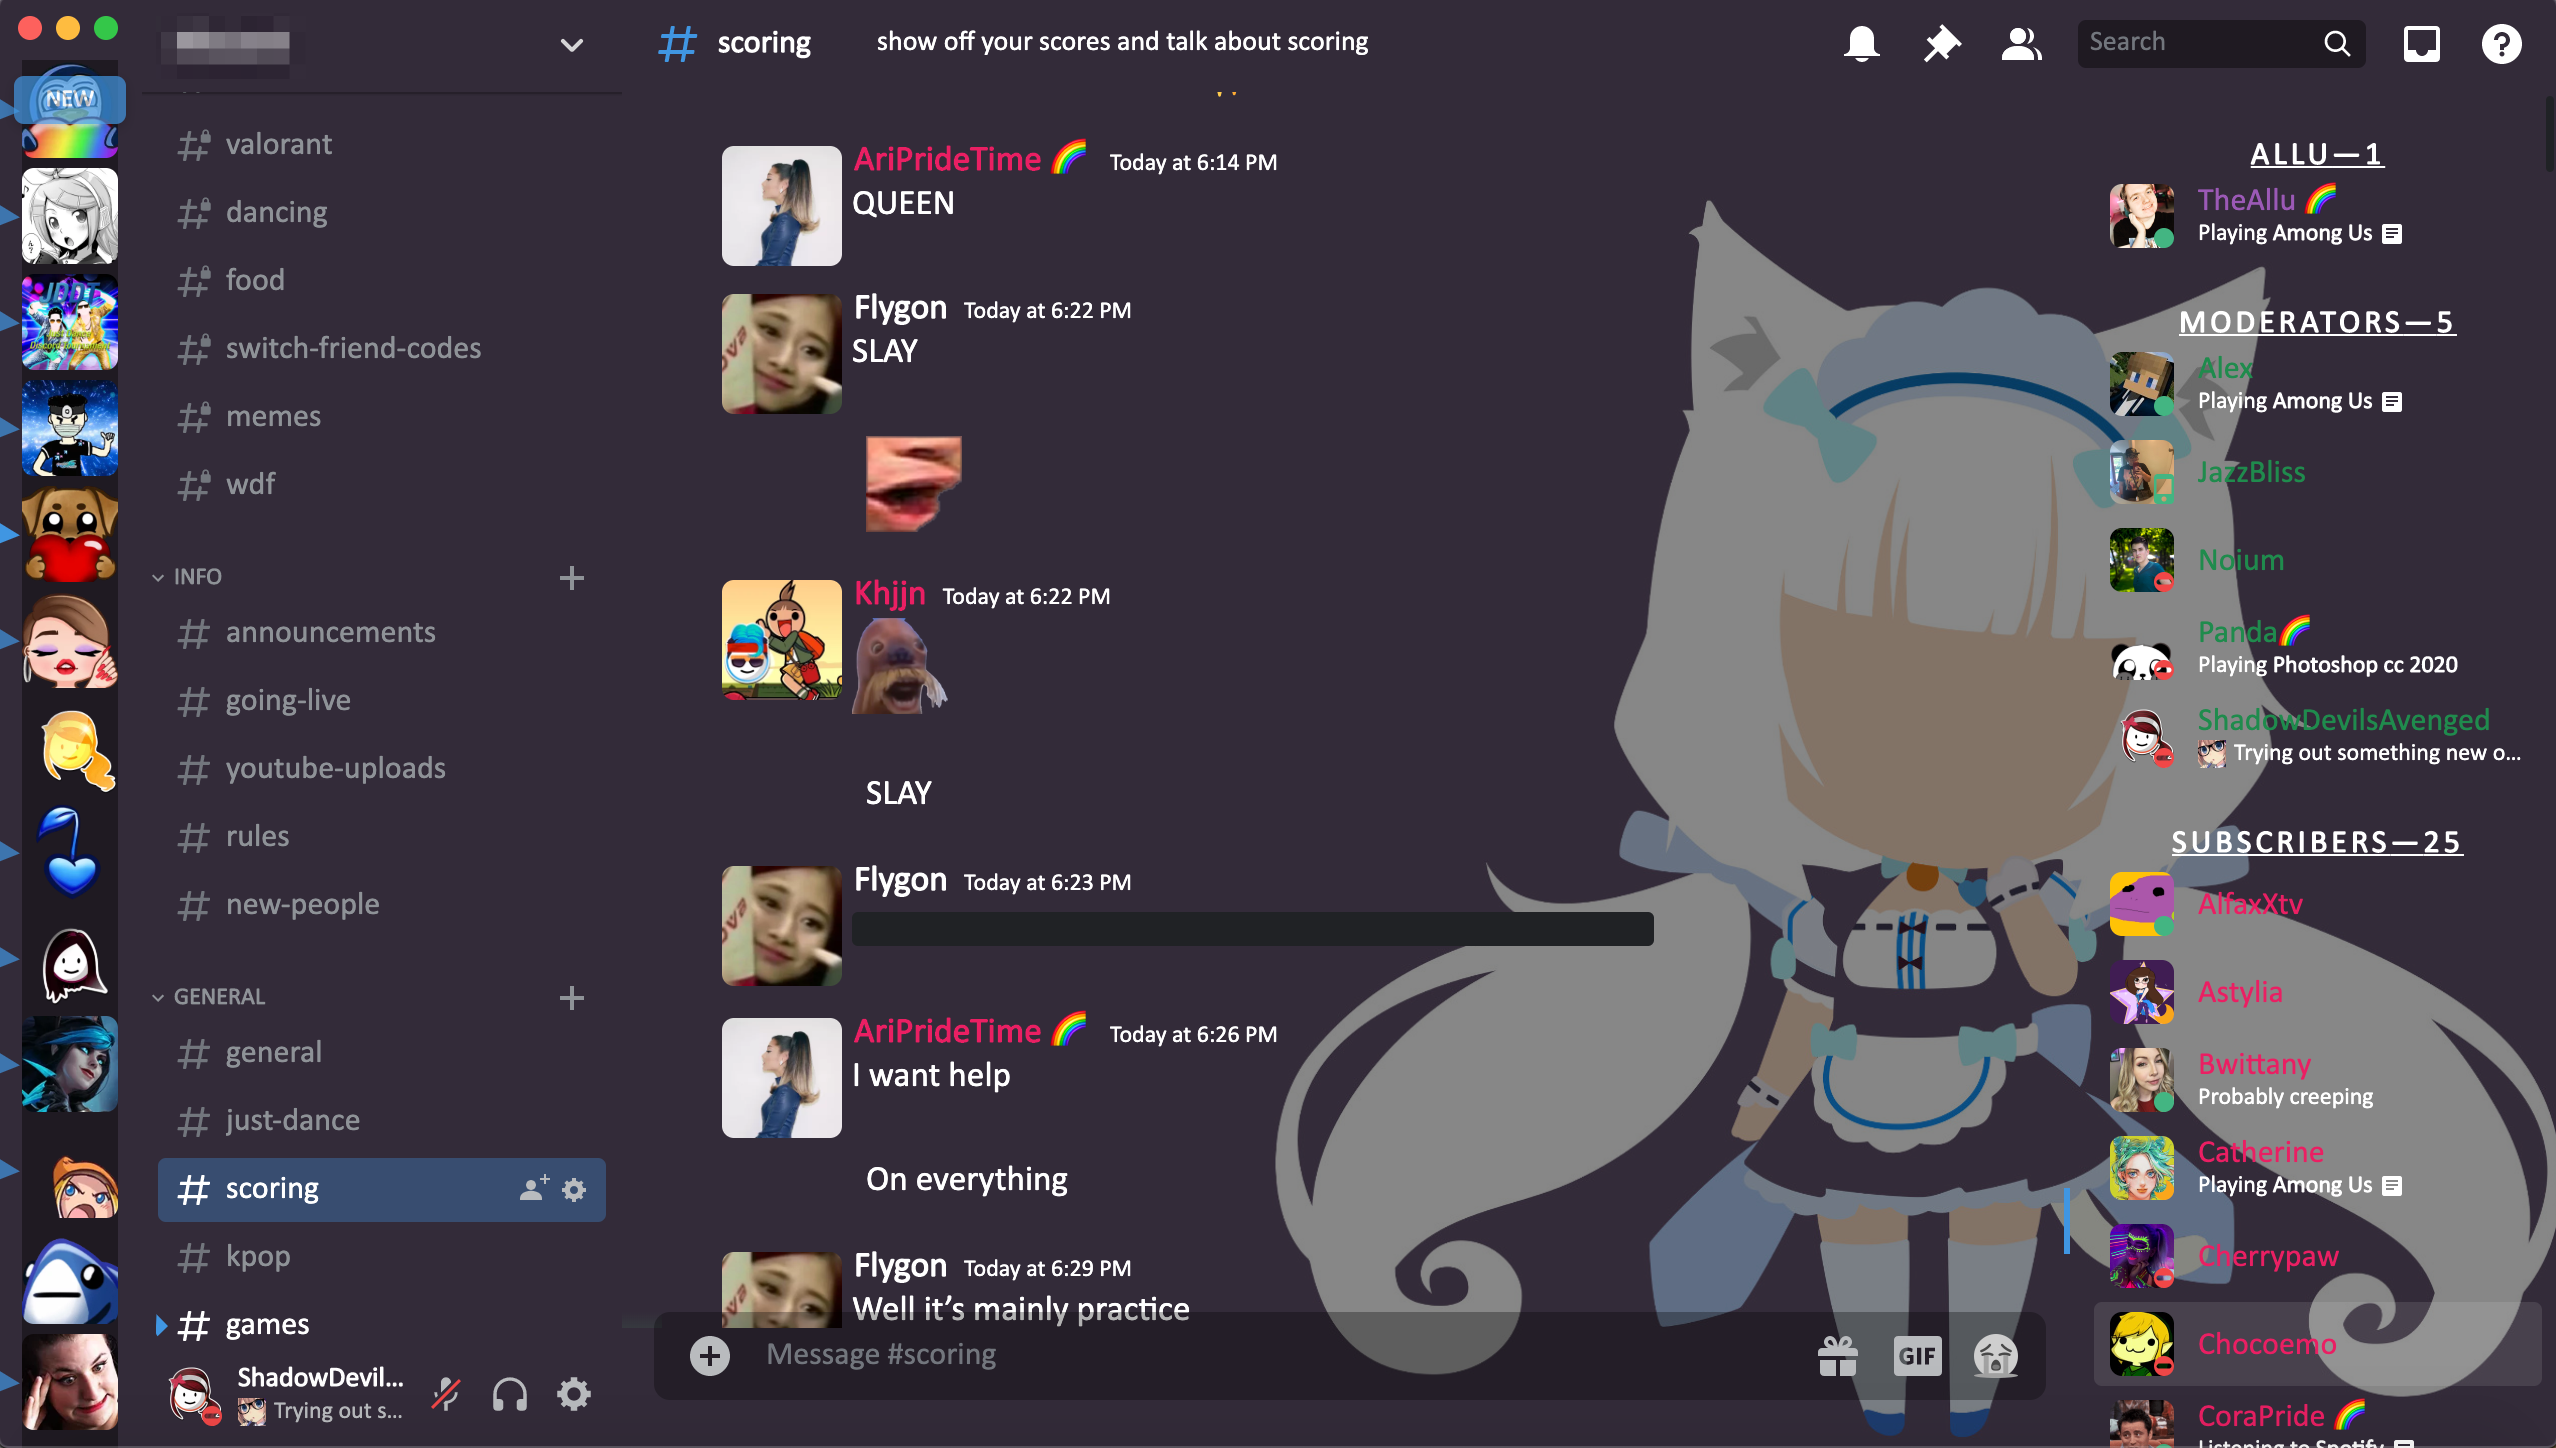 NEW
valorant
dancing
food
switch-friend-codes
memes
wdf
INFO
announcements
going-live
youtube-uploads
rules
new-people
GENERAL
general
just-dance
scoring
kpop
games
ShadowDevil...
Trying out s...
scoring
show off your scores and talk about scoring
Search
AriPrideTime Today at 6:14 PM
QUEEN
Flygon Today at 6:22 PM
SLAY
Khjjn Today at 6:22 PM
SLAY
Flygon Today at 6:23 PM
AriPrideTime Today at 6:26 PM
I want help
On everything
Flygon Today at 6:29 PM
Well it's mainly practice
Message #scoring
GIF
ALLU—1
TheAllu
Playing Among Us
MODERATORS—5
Alex
Playing Among Us
JazzBliss
Noium
Panda
Playing Photoshop cc 2020
ShadowDevilsAvenged
Trying out something new o...
SUBSCRIBERS—25
AlfaxXtv
Astylia
Bwittany
Probably creeping
Catherine
Playing Among Us
Cherrypaw
Chocoemo
CoraPride
Listening to Spotify